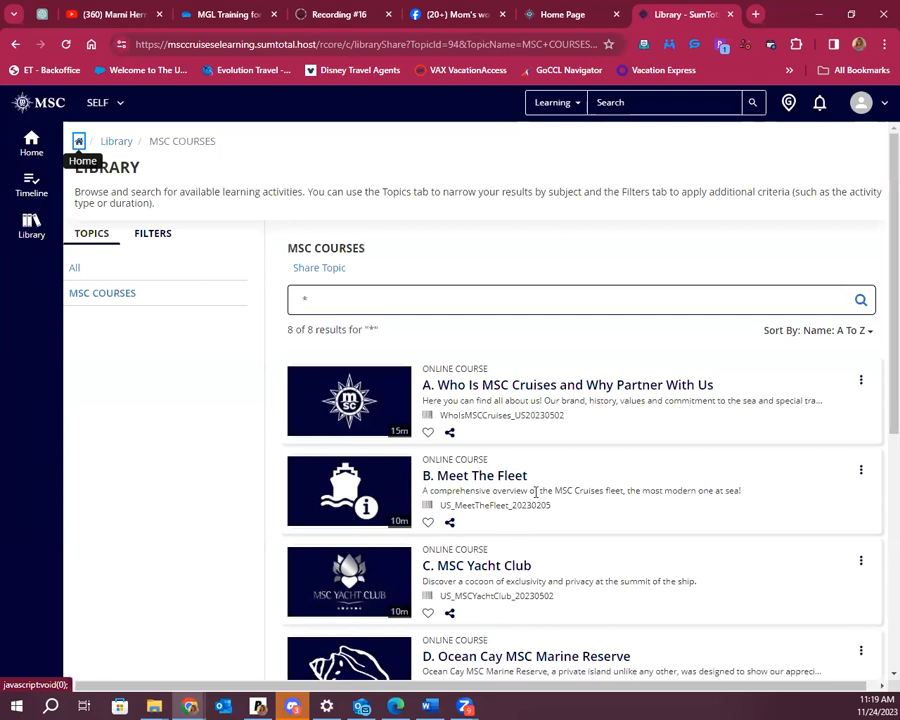 (360) Marni Her
MGL Training fo
Recording #16
(20+) Mom's wo
Home Page
Library - SumTo
https://msccruiseselearning.sumtotal.host/rcore/c/libraryShare?TopicId=94&TopicName=MSC+COURSES...
ET - Backoffice
Welcome to The U...
Evolution Travel -...
Disney Travel Agents
VAX VacationAccess
GoCCL Navigator
Vacation Express
All Bookmarks
MSC
SELF
Learning
Search
Home
Timeline
Library
Library / MSC COURSES
Home
LIBRARY
Browse and search for available learning activities. You can use the Topics tab to narrow your results by subject and the Filters tab to apply additional criteria (such as the activity
type or duration).
TOPICS
FILTERS
All
MSC COURSES
MSC COURSES
Share Topic
*
8 of 8 results for "*"
Sort By: Name: A To Z
ONLINE COURSE
A. Who Is MSC Cruises and Why Partner With Us
Here you can find all about us! Our brand, history, values and commitment to the sea and special tra...
WhoIsMSCCruises_US20230502
MSC
15m
ONLINE COURSE
B. Meet The Fleet
A comprehensive overview of the MSC Cruises fleet, the most modern one at sea!
US_MeetTheFleet_20230205
10m
ONLINE COURSE
C. MSC Yacht Club
Discover a cocoon of exclusivity and privacy at the summit of the ship.
US_MSCYachtClub_20230502
MSC YACHT CLUB
10m
ONLINE COURSE
D. Ocean Cay MSC Marine Reserve
Ocean Cay MSC Marine Reserve, a private island unlike any other, was designed to show our appreci...
javascript:void(0);
11:19 AM
11/24/2023